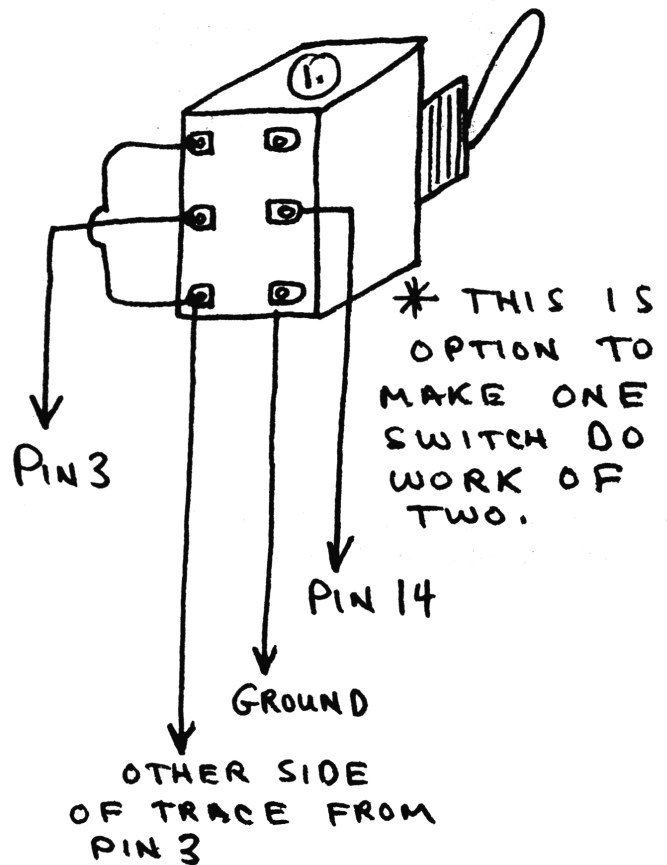 1.
* THIS IS
OPTION TO
MAKE ONE
SWITCH DO
WORK OF
TWO.
PIN 3
PIN 14
GROUND
OTHER SIDE
OF TRACE FROM
PIN 3